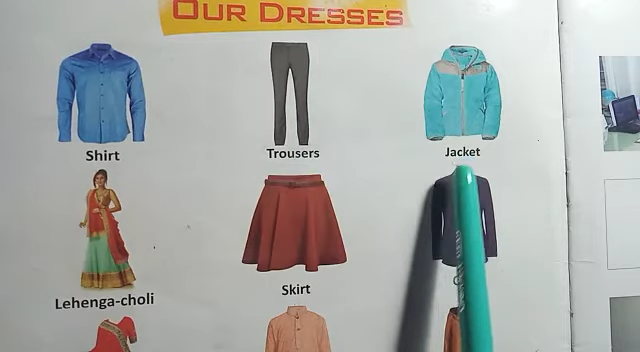 OUR DRESSES
Shirt
Trousers
Jacket
Lehenga-choli
Skirt